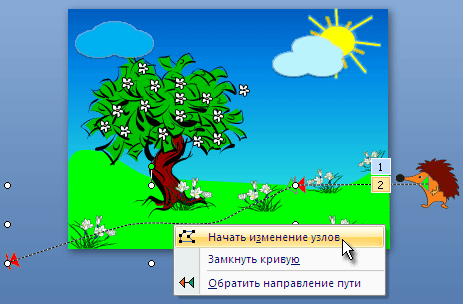 1
2
Начать изменение узлов
Замкнуть кривую
Обратить направление пути